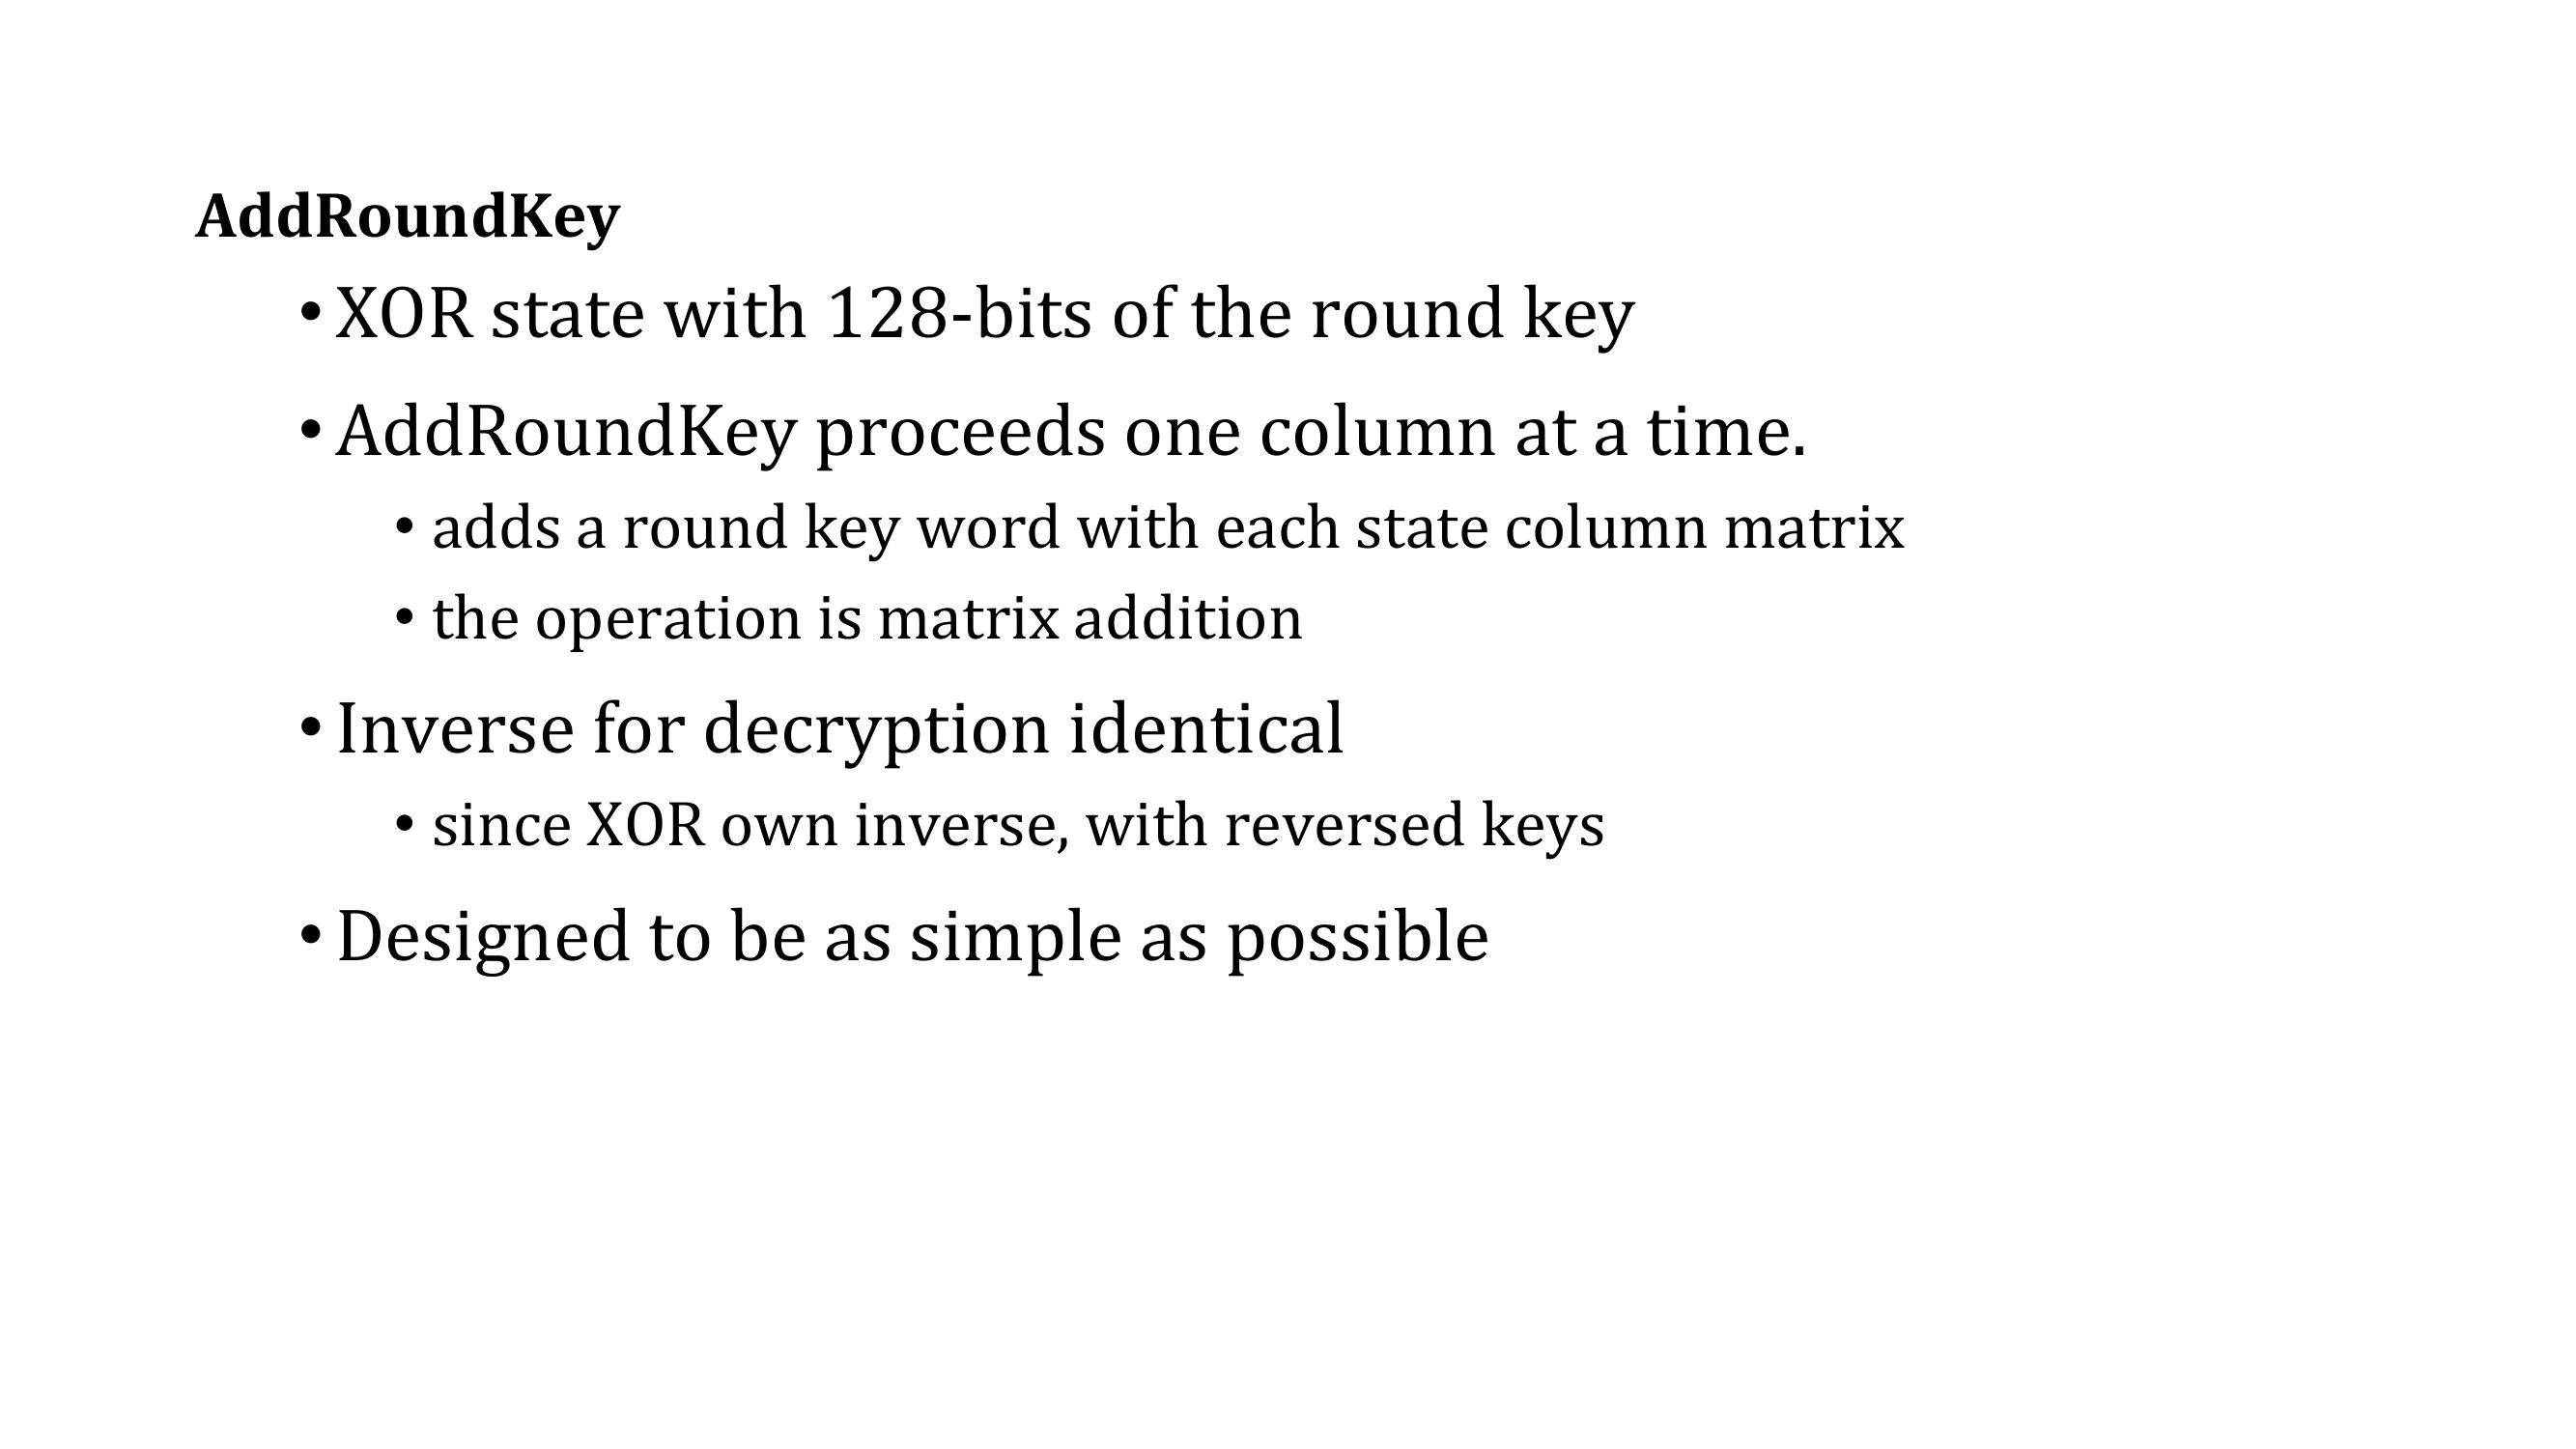 AddRoundKey
• XOR state with 128-bits of the round key
• AddRoundKey proceeds one column at a time.
• adds a round key word with each state column matrix
• the operation is matrix addition
• Inverse for decryption identical
• since XOR own inverse, with reversed keys
• Designed to be as simple as possible